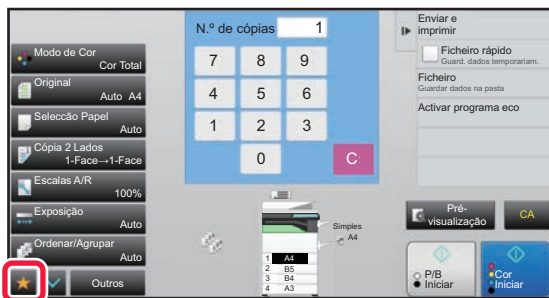 N.º de cópias 1
Modo de Cor
Cor Total
Original
Auto A4
Selecção Papel
Auto
Cópia 2 Lados
1-Face→1-Face
Escalas A/R
100%
Exposição
Auto
Ordenar/Agrupar
Auto
Outros
7 8 9
4 5 6
1 2 3
0 C
Simples
A4
1 A4
2 B5
3 B4
4 A3
Enviar e
imprimir
Ficheiro rápido
Guard. dados temporariam.
Ficheiro
Guardar dados na pasta
Activar programa eco
Pré-
visualização
CA
P/B
Iniciar
Cor
Iniciar